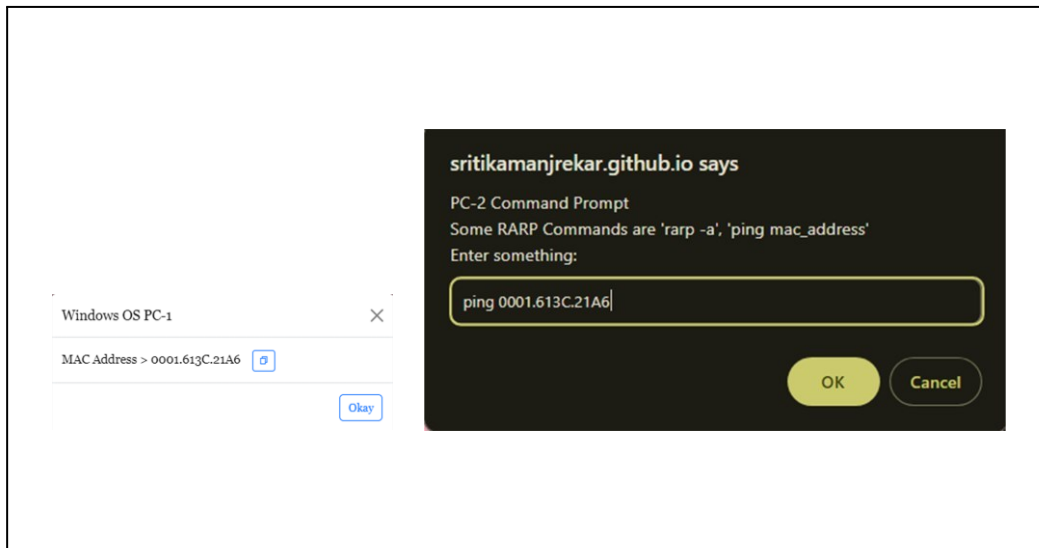 Windows OS PC-1
MAC Address > 0001.613C.21A6
Okay
sritikamanjrekar.github.io says
PC-2 Command Prompt
Some RARP Commands are 'rarp -a', 'ping mac_address'
Enter something:
ping 0001.613C.21A6
OK Cancel